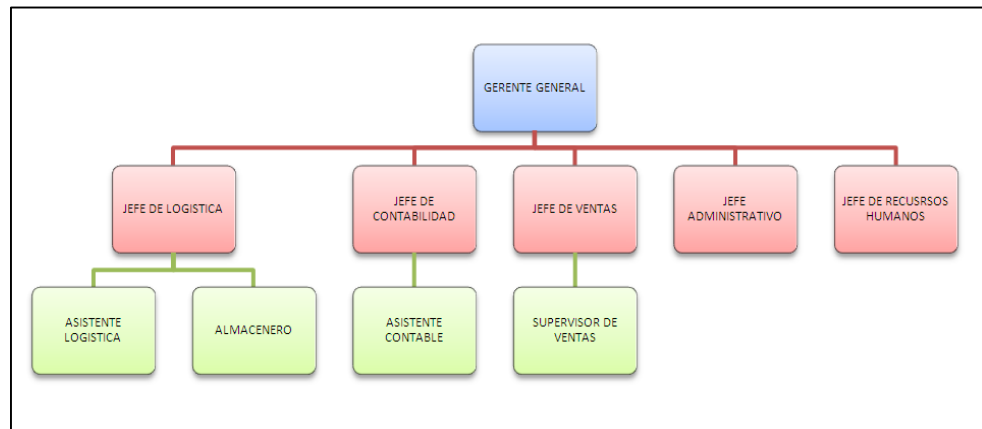 GERENTE GENERAL
JEFE DE LOGISTICA
JEFE DE
CONTABILIDAD
JEFE DE VENTAS
JEFE
ADMINISTRATIVO
JEFE DE RECUSRSOS
HUMANOS
ASISTENTE
LOGISTICA
ALMACENERO
ASISTENTE
CONTABLE
SUPERVISOR DE
VENTAS